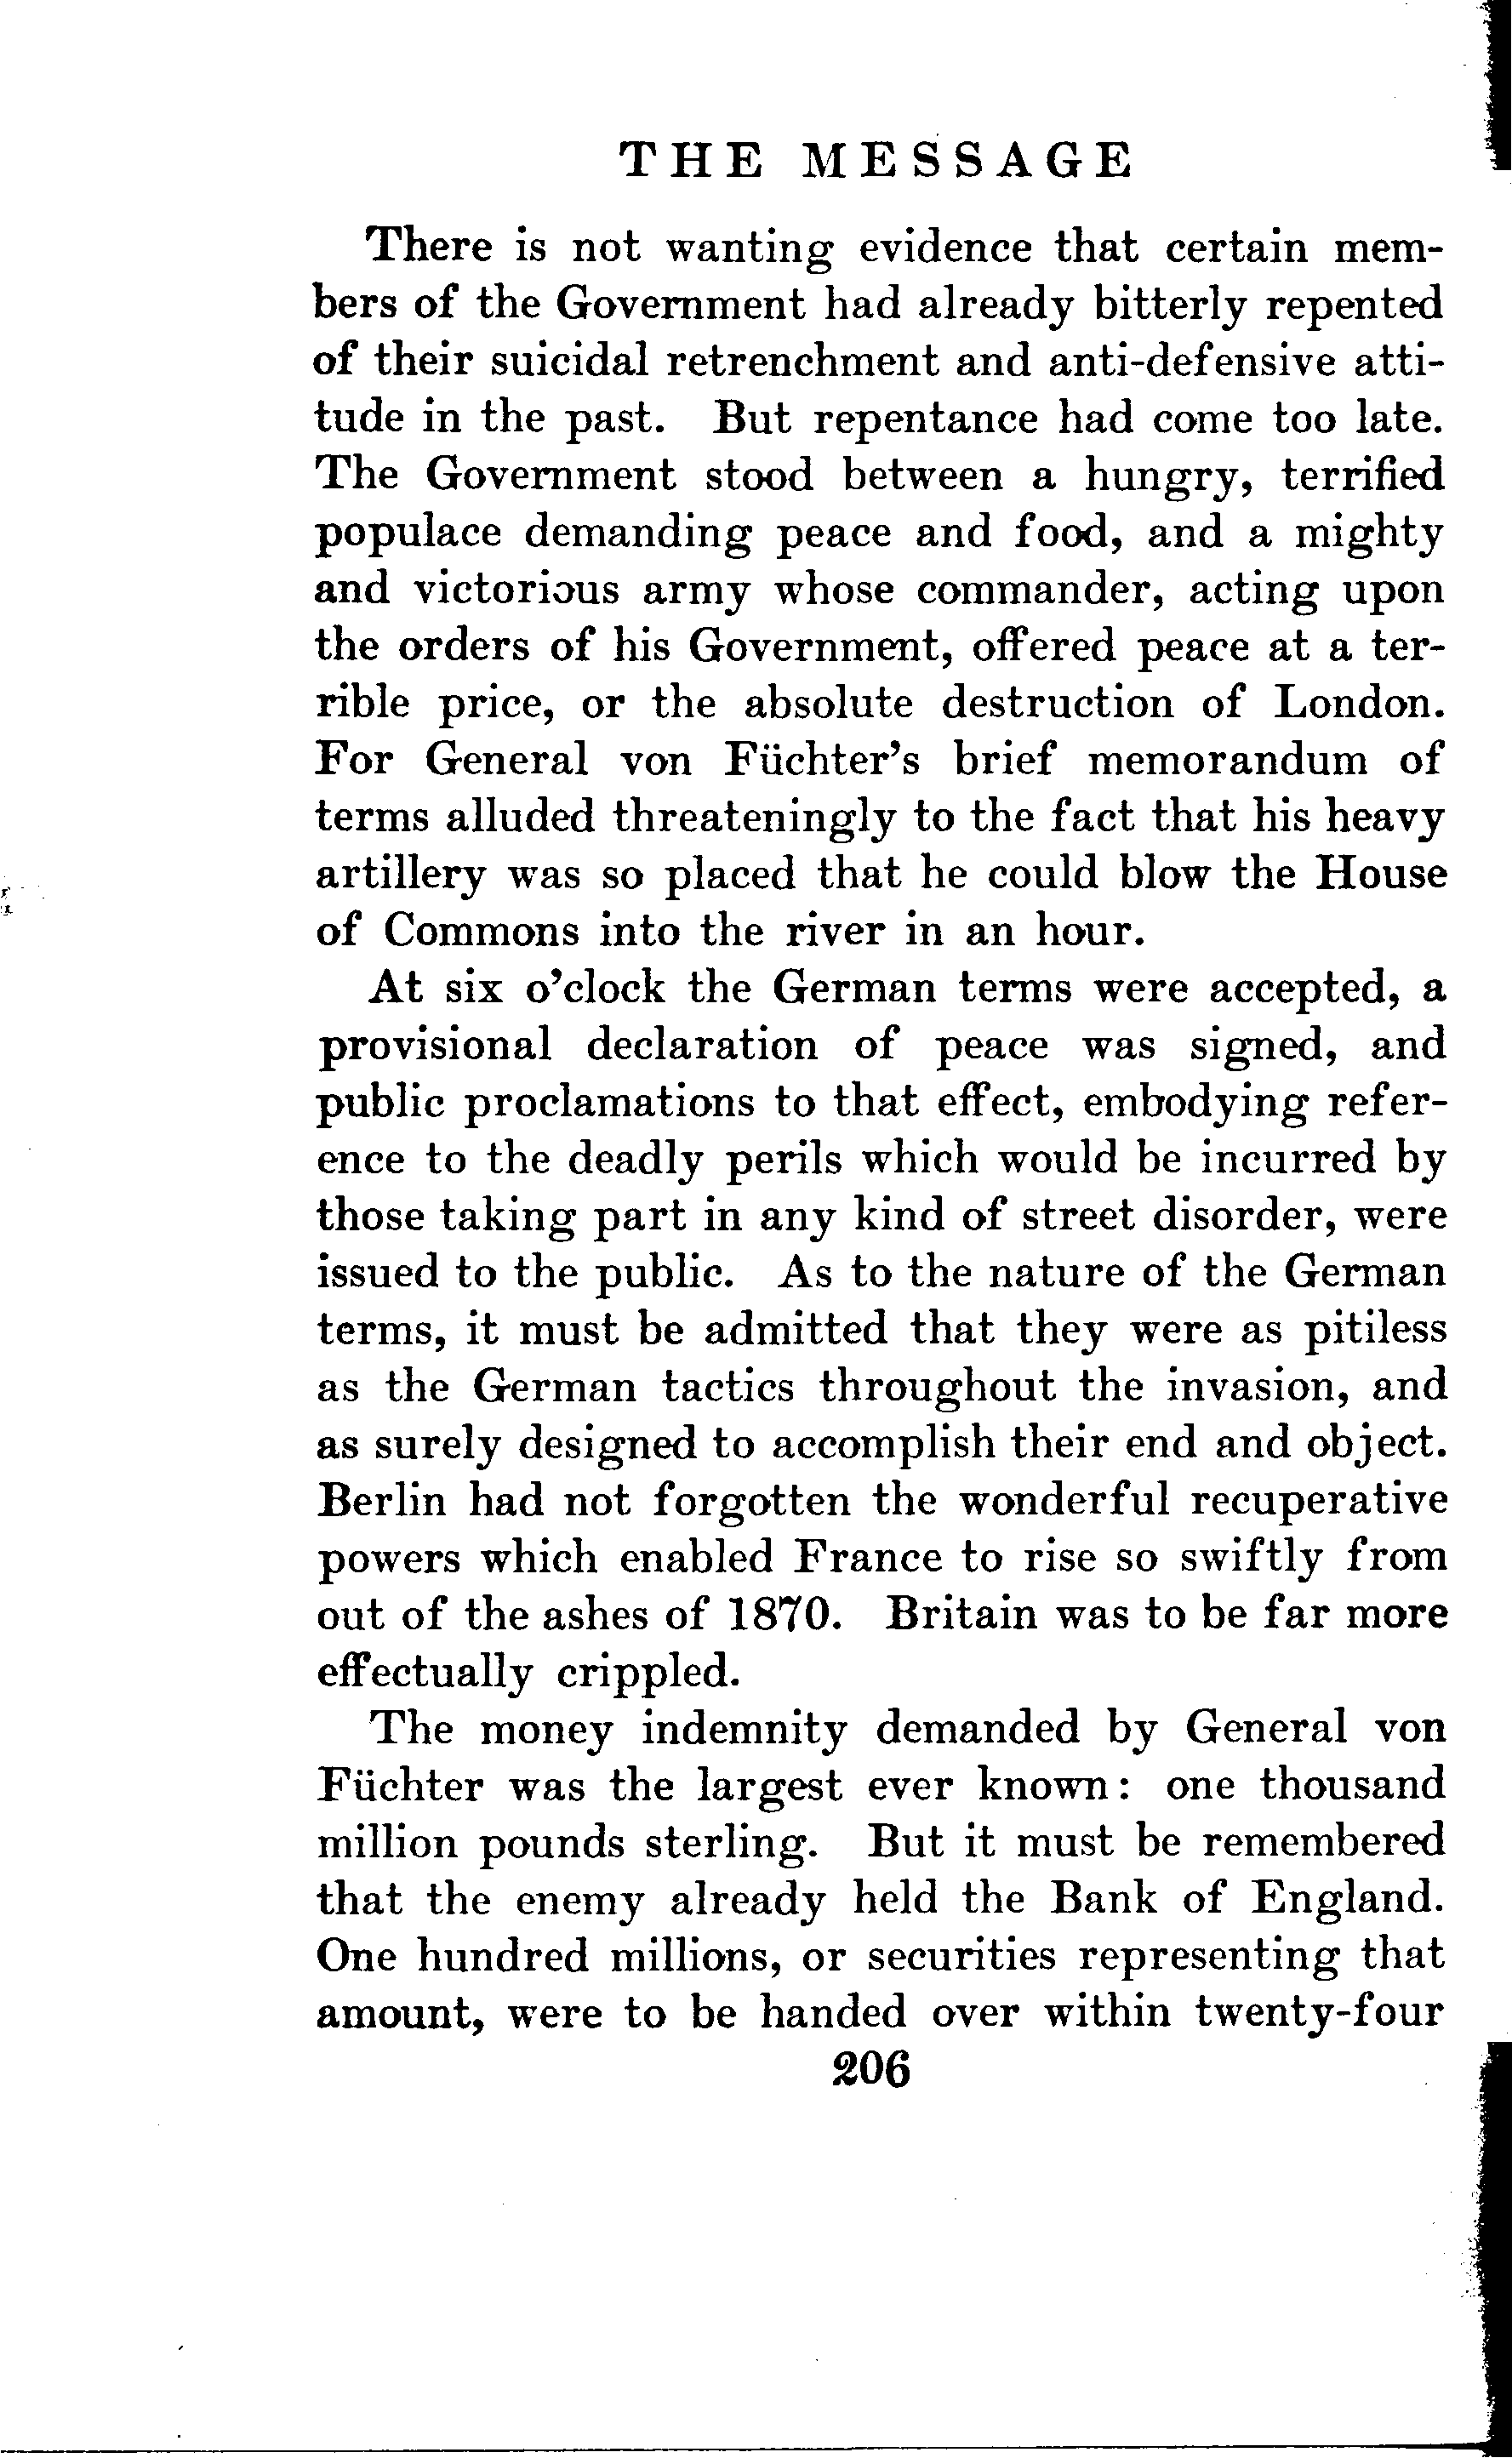 THE MESSAGE
There is not wanting evidence that certain mem-
bers of the Government had already bitterly repented
of their suicidal retrenchment and anti-defensive atti-
tude in the past. But repentance had come too late.
The Government stood between a hungry, terrified
populace demanding peace and food, and a mighty
and victorious army whose commander, acting upon
the orders of his Government, offered peace at a ter-
rible price, or the absolute destruction of London.
For General von Füchter's brief memorandum of
terms alluded threateningly to the fact that his heavy
artillery was so placed that he could blow the House
of Commons into the river in an hour.
At six o'clock the German terms were accepted, a
provisional declaration of peace was signed, and
public proclamations to that effect, embodying refer-
ence to the deadly perils which would be incurred by
those taking part in any kind of street disorder, were
issued to the public. As to the nature of the German
terms, it must be admitted that they were as pitiless
as the German tactics throughout the invasion, and
as surely designed to accomplish their end and object.
Berlin had not forgotten the wonderful recuperative
powers which enabled France to rise so swiftly from
out of the ashes of 1870. Britain was to be far more
effectually crippled.
The money indemnity demanded by General von
Füchter was the largest ever known: one thousand
million pounds sterling. But it must be remembered
that the enemy already held the Bank of England.
One hundred millions, or securities representing that
amount, were to be handed over within twenty-four
206